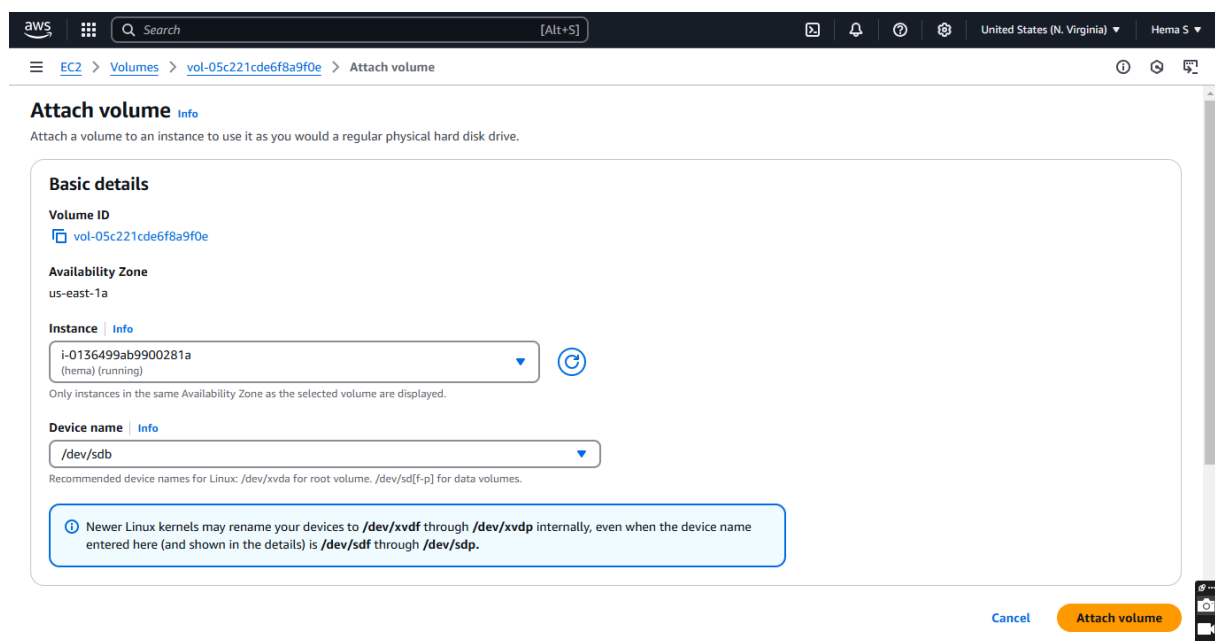 aws Search [Alt+S] United States (N. Virginia) Hema S
EC2 > Volumes > vol-05c221cde6f8a9f0e > Attach volume
Attach volume Info
Attach a volume to an instance to use it as you would a regular physical hard disk drive.
Basic details
Volume ID
vol-05c221cde6f8a9f0e
Availability Zone
us-east-1a
Instance Info
i-0136499ab9900281a
(hema) (running)
Only instances in the same Availability Zone as the selected volume are displayed.
Device name Info
/dev/sdb
Recommended device names for Linux: /dev/xvda for root volume. /dev/sd[f-p] for data volumes.
Newer Linux kernels may rename your devices to /dev/xvdf through /dev/xvdp internally, even when the device name
entered here (and shown in the details) is /dev/sdf through /dev/sdp.
Cancel Attach volume